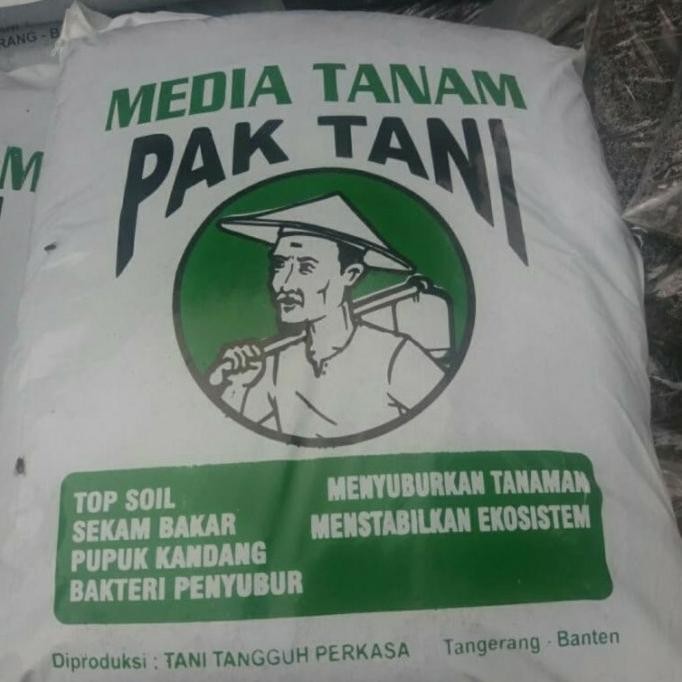 RANG - B
MEDIA TANAM
PAK TANI
M
TOP SOIL
SEKAM BAKAR
PUPUK KANDANG
BAKTERI PENYUBUR
MENYUBURKAN TANAMAN
MENSTABILKAN EKOSISTEM
Diproduksi : TANI TANGGUH PERKASA Tangerang - Banten